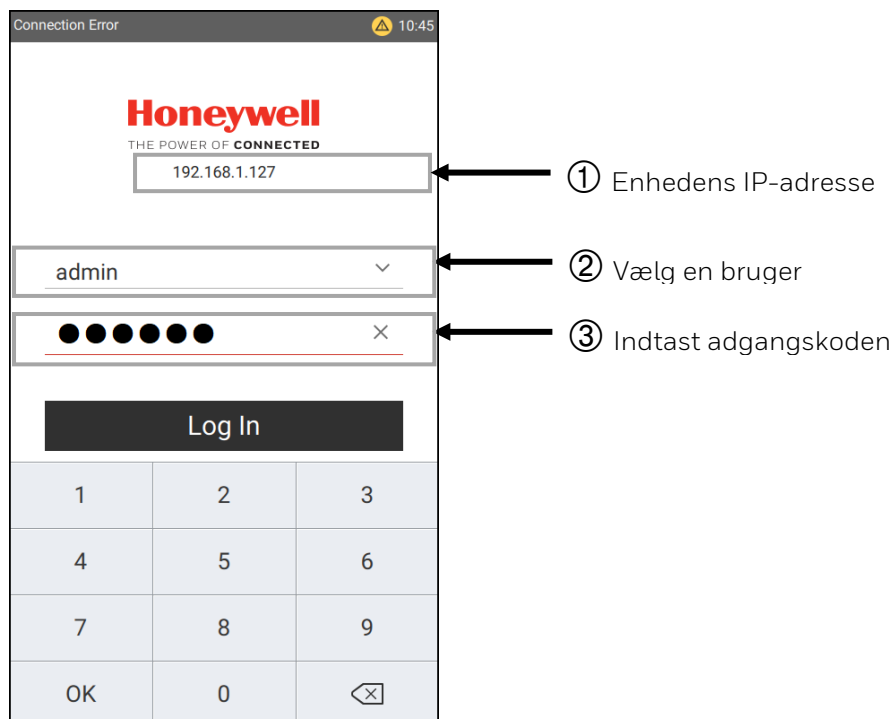 Connection Error 10:45
Honeywell
THE POWER OF CONNECTED
192.168.1.127
① Enhedens IP-adresse
admin
② Vælg en bruger
③ Indtast adgangskoden
Log In
1 2 3
4 5 6
7 8 9
OK 0